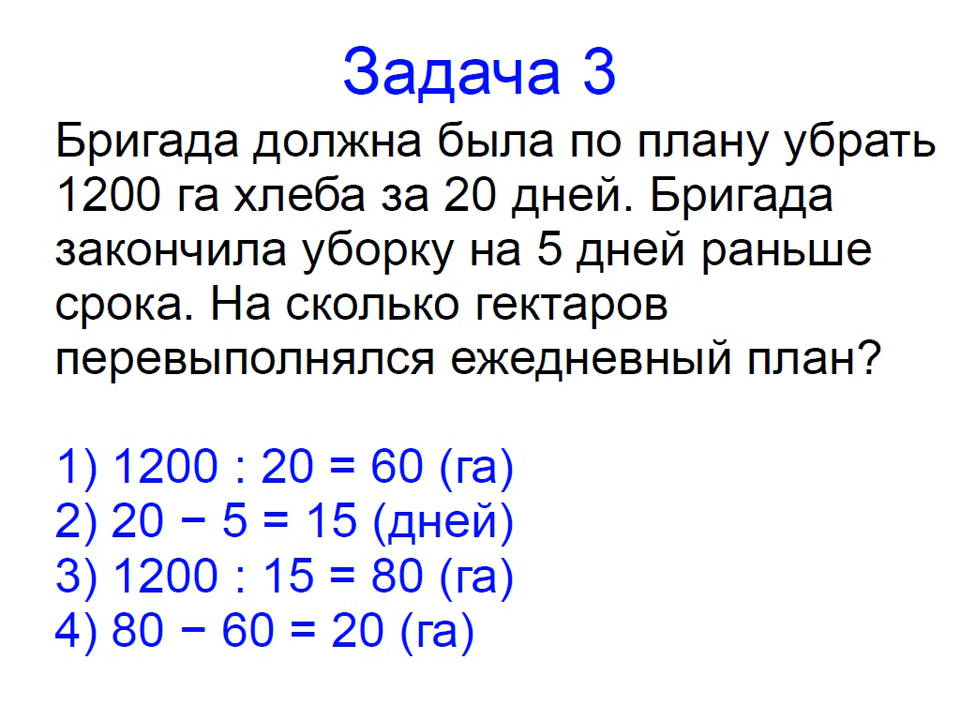 Задача 3
Бригада должна была по плану убрать
1200 га хлеба за 20 дней. Бригада
закончила уборку на 5 дней раньше
срока. На сколько гектаров
перевыполнялся ежедневный план?
1) 1200 : 20 = 60 (га)
2) 20 − 5 = 15 (дней)
3) 1200 : 15 = 80 (га)
4) 80 − 60 = 20 (га)